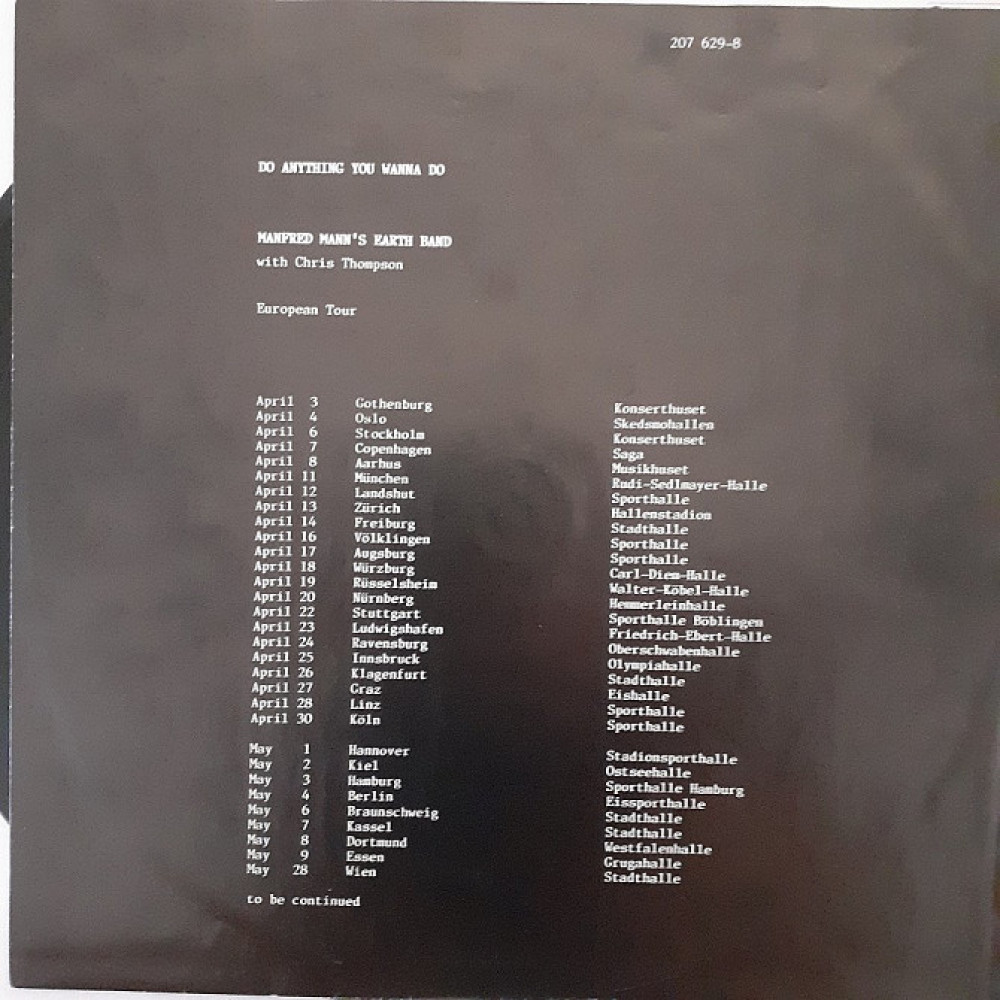 207 629-8
DO ANYTHING YOU WANNA DO
MANFRED MANN'S EARTH BAND
with Chris Thompson
European Tour
April 3 Gothenburg Konserthuset
April 4 Oslo Skedsmohallen
April 6 Stockholm Konserthuset
April 7 Copenhagen Saga
April 8 Aarhus Musikhuset
April 11 München Rudi-Sedlmayer-Halle
April 12 Landshut Sporthalle
April 13 Zürich Hallenstadion
April 14 Freiburg Stadthalle
April 16 Völklingen Sporthalle
April 17 Augsburg Sporthalle
April 18 Würzburg Carl-Diem-Halle
April 19 Rüsselsheim Walter-Köbel-Halle
April 20 Nürnberg Hemmerleinhalle
April 22 Stuttgart Sporthalle Böblingen
April 23 Ludwigshafen Friedrich-Ebert-Halle
April 24 Ravensburg Oberschwabenhalle
April 25 Innsbruck Olympiahalle
April 26 Klagenfurt Stadthalle
April 27 Graz Eishalle
April 28 Linz Sporthalle
April 30 Köln Sporthalle
May 1 Hannover Stadionsporthalle
May 2 Kiel Ostseehalle
May 3 Hamburg Sporthalle Hamburg
May 4 Berlin Eissporthalle
May 6 Braunschweig Stadthalle
May 7 Kassel Stadthalle
May 8 Dortmund Westfalenhalle
May 9 Essen Grugahalle
May 28 Wien Stadthalle
to be continued